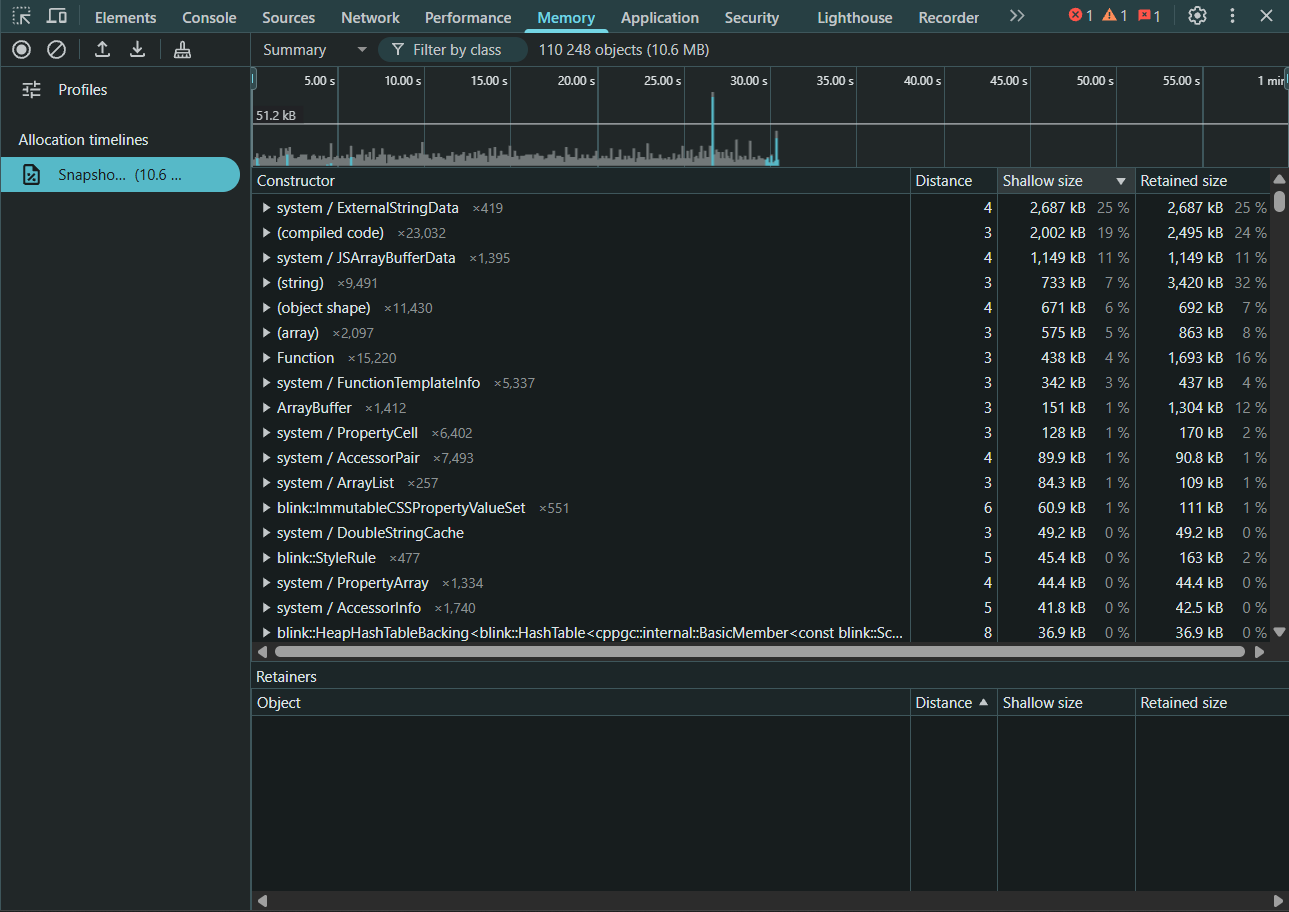 Elements Console Sources Network Performance Memory Application Security Lighthouse Recorder 1 1 1
Summary Filter by class 110 248 objects (10.6 MB)
Profiles
Allocation timelines
Snapsho... (10.6 ...
5.00 s 10.00 s 15.00 s 20.00 s 25.00 s 30.00 s 35.00 s 40.00 s 45.00 s 50.00 s 55.00 s 1 min
51.2 kB
Constructor Distance Shallow size ▼ Retained size
system / ExternalStringData ×419 4 2,687 kB 25 % 2,687 kB 25 %
(compiled code) ×23,032 3 2,002 kB 19 % 2,495 kB 24 %
system / JSArrayBufferData ×1,395 4 1,149 kB 11 % 1,149 kB 11 %
(string) ×9,491 3 733 kB 7 % 3,420 kB 32 %
(object shape) ×11,430 4 671 kB 6 % 692 kB 7 %
(array) ×2,097 3 575 kB 5 % 863 kB 8 %
Function ×15,220 3 438 kB 4 % 1,693 kB 16 %
system / FunctionTemplateInfo ×5,337 3 342 kB 3 % 437 kB 4 %
ArrayBuffer ×1,412 3 151 kB 1 % 1,304 kB 12 %
system / PropertyCell ×6,402 3 128 kB 1 % 170 kB 2 %
system / AccessorPair ×7,493 4 89.9 kB 1 % 90.8 kB 1 %
system / ArrayList ×257 3 84.3 kB 1 % 109 kB 1 %
blink::ImmutableCSSPropertyValueSet ×551 6 60.9 kB 1 % 111 kB 1 %
system / DoubleStringCache 3 49.2 kB 0 % 49.2 kB 0 %
blink::StyleRule ×477 5 45.4 kB 0 % 163 kB 2 %
system / PropertyArray ×1,334 4 44.4 kB 0 % 44.4 kB 0 %
system / AccessorInfo ×1,740 5 41.8 kB 0 % 42.5 kB 0 %
blink::HeapHashTableBacking<blink::HashTable<cppgc::internal::BasicMember<const blink::Sc... 8 36.9 kB 0 % 36.9 kB 0 %
Retainers
Object Distance ▲ Shallow size Retained size